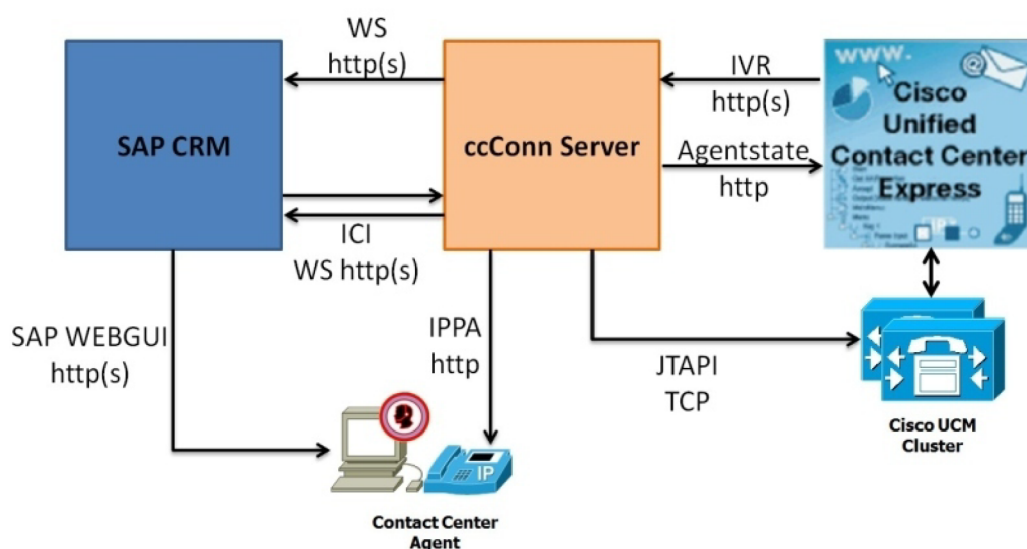 WS
http(s)
SAP CRM
ccConn Server
IVR
http(s)
Agentstate
http
www.
@
Cisco
Unified
Contact Center
Express
ICI
WS http(s)
SAP WEBGUI
http(s)
IPPA
http
JTAPI
TCP
IP
Cisco UCM
Cluster
Contact Center
Agent